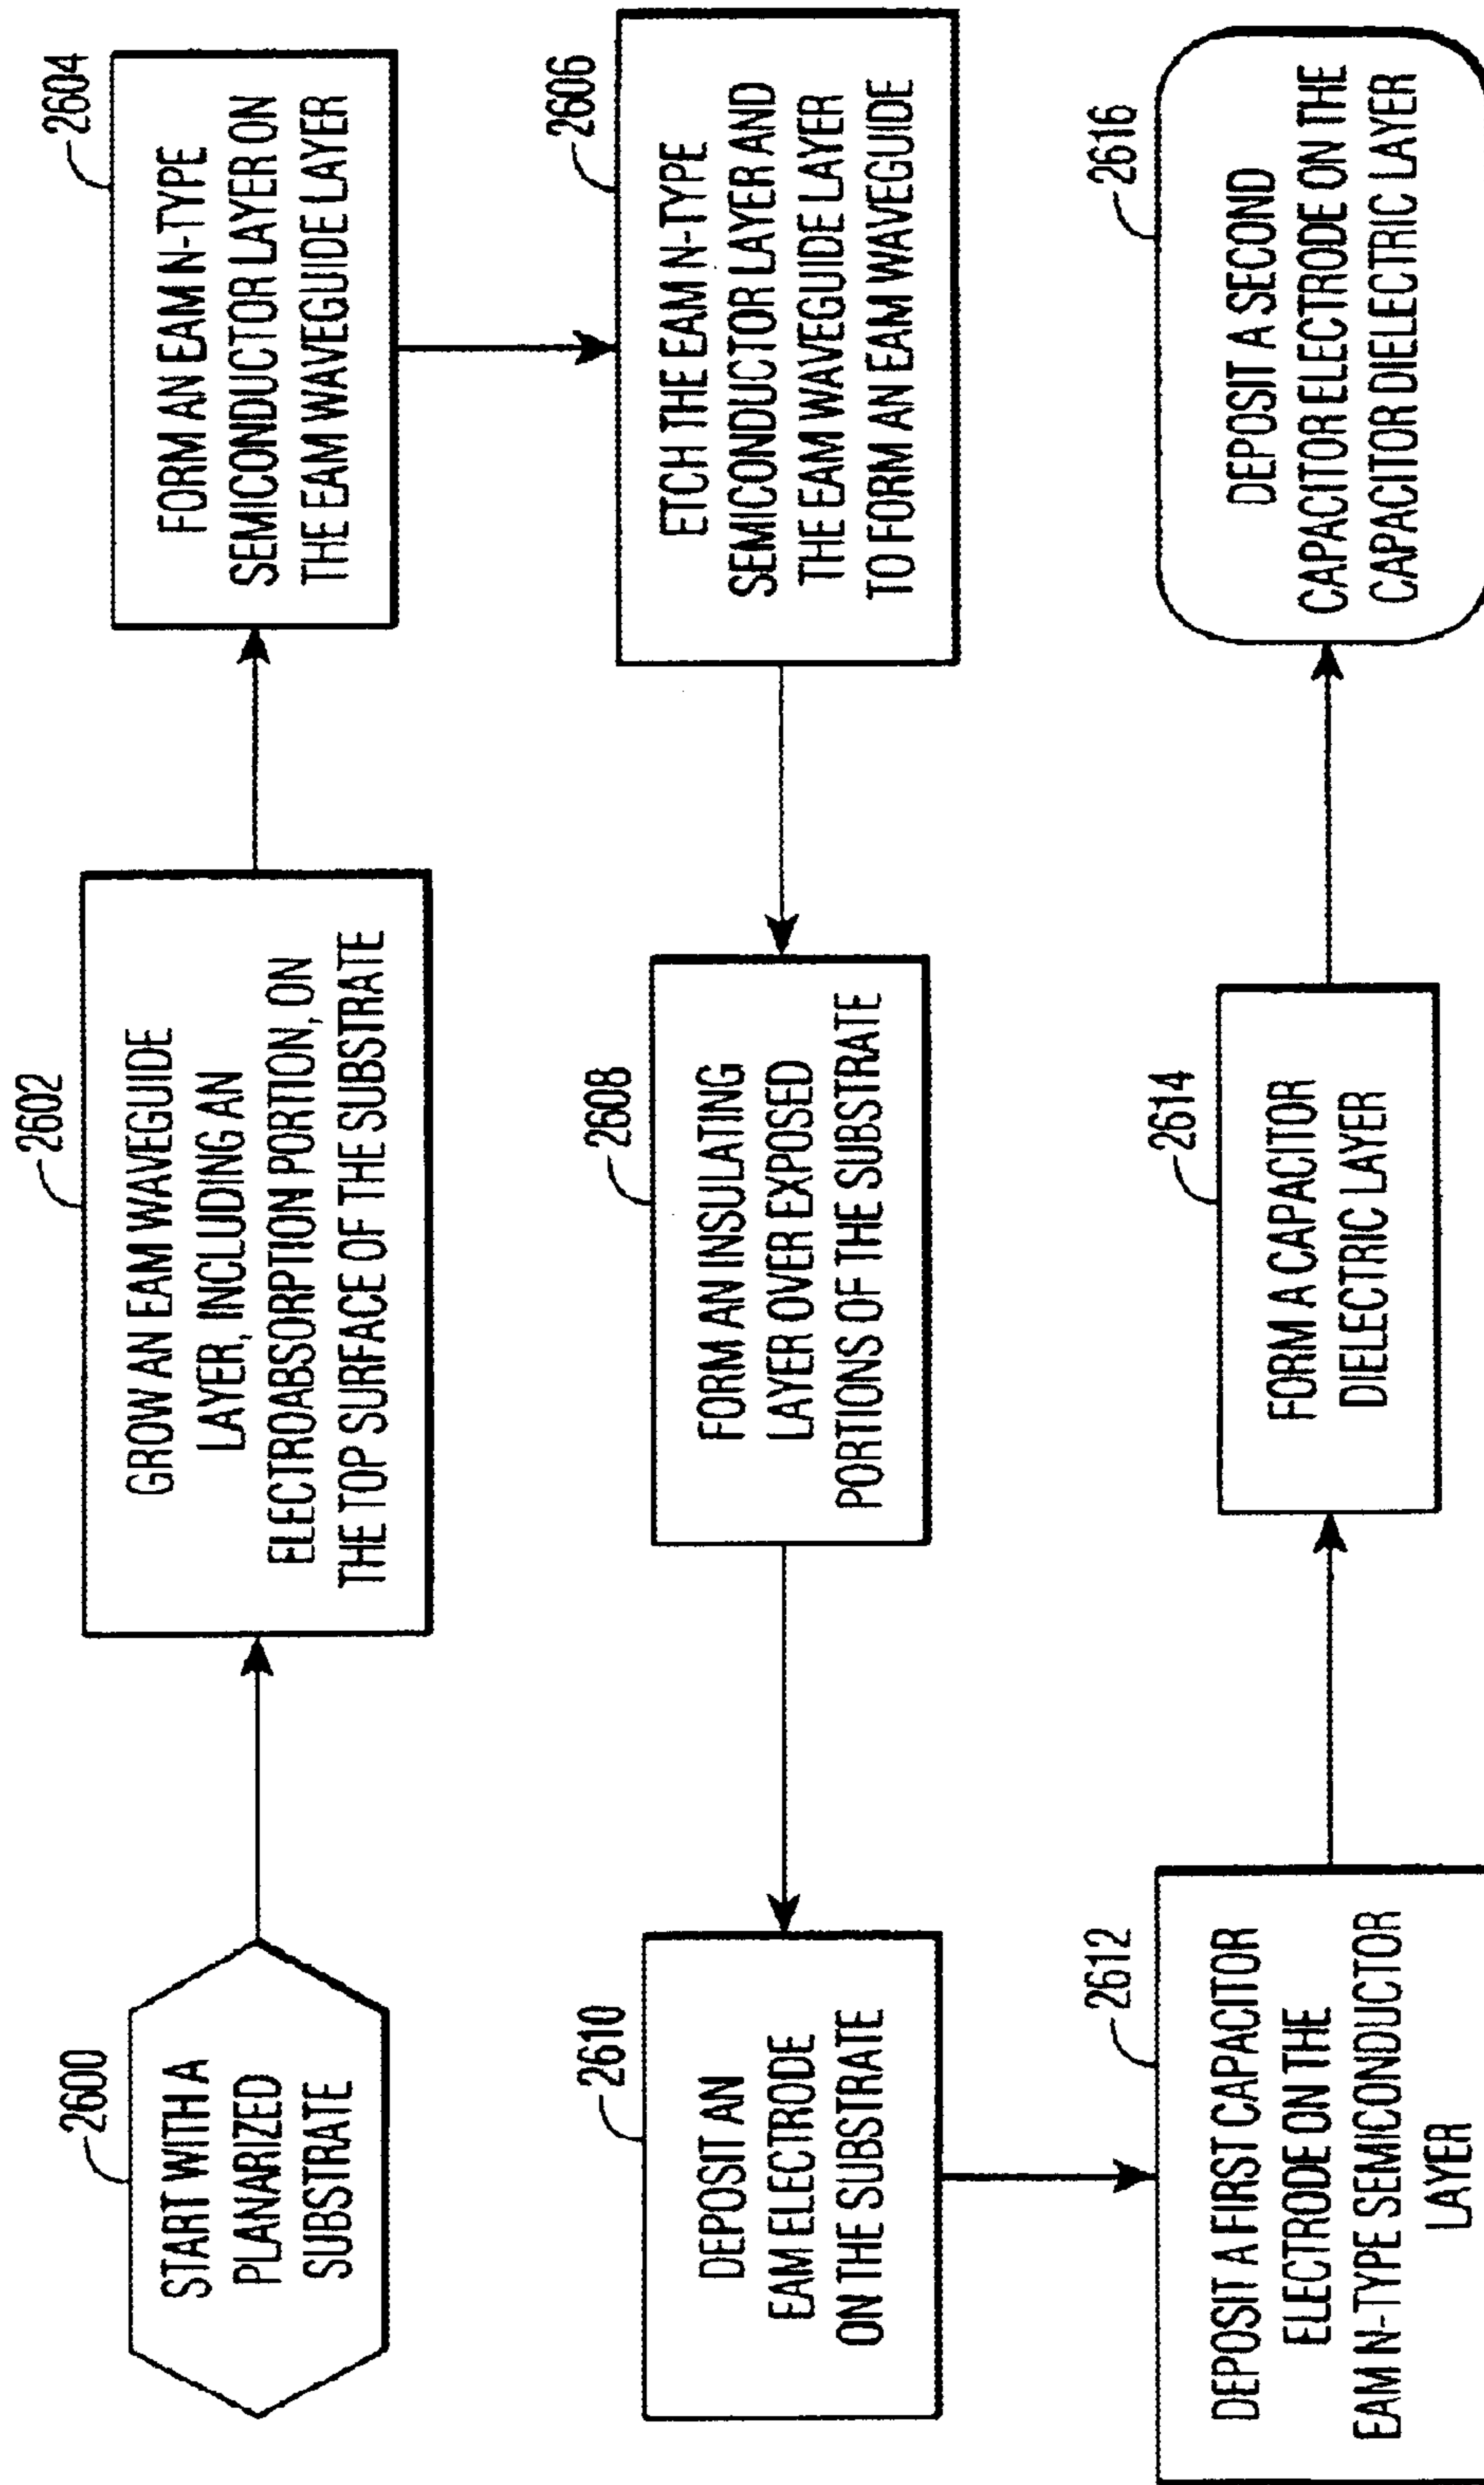 2600
START WITH A
PLANARIZED
SUBSTRATE
2602
GROW AN EAM WAVEGUIDE
LAYER, INCLUDING AN
ELECTROABSORPTION PORTION, ON
THE TOP SURFACE OF THE SUBSTRATE
2604
FORM AN EAM N-TYPE
SEMICONDUCTOR LAYER ON
THE EAM WAVEGUIDE LAYER
2606
ETCH THE EAM N-TYPE
SEMICONDUCTOR LAYER AND
THE EAM WAVEGUIDE LAYER
TO FORM AN EAM WAVEGUIDE
2608
FORM AN INSULATING
LAYER OVER EXPOSED
PORTIONS OF THE SUBSTRATE
2610
DEPOSIT AN
EAM ELECTRODE
ON THE SUBSTRATE
2612
DEPOSIT A FIRST CAPACITOR
ELECTRODE ON THE
EAM N-TYPE SEMICONDUCTOR
LAYER
2614
FORM A CAPACITOR
DIELECTRIC LAYER
2616
DEPOSIT A SECOND
CAPACITOR ELECTRODE ON THE
CAPACITOR DIELECTRIC LAYER